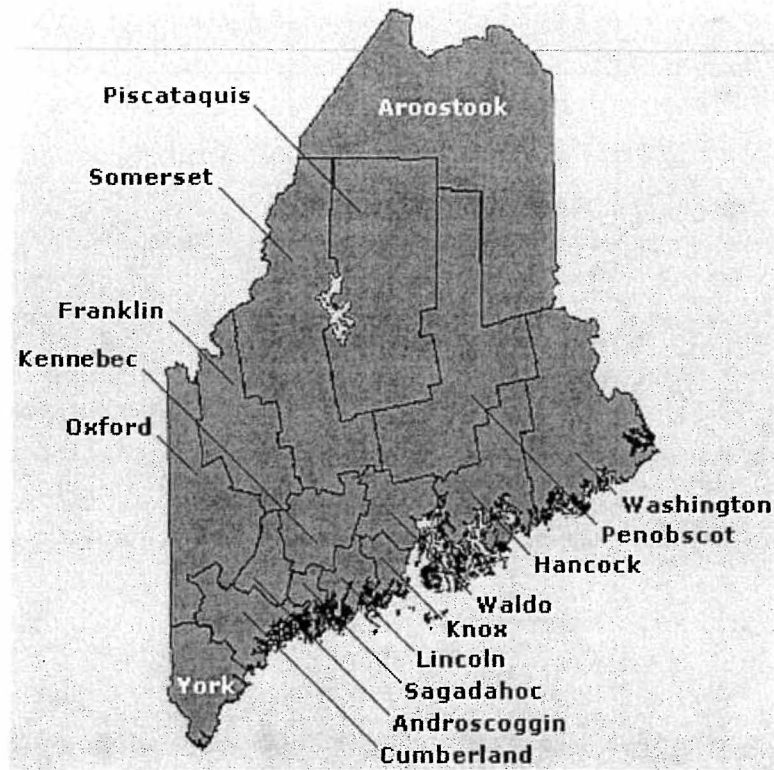 Piscataquis
Aroostook
Somerset
Franklin
Kennebec
Oxford
Washington
Penobscot
Hancock
Waldo
Knox
Lincoln
York
Sagadahoc
Androscoggin
Cumberland